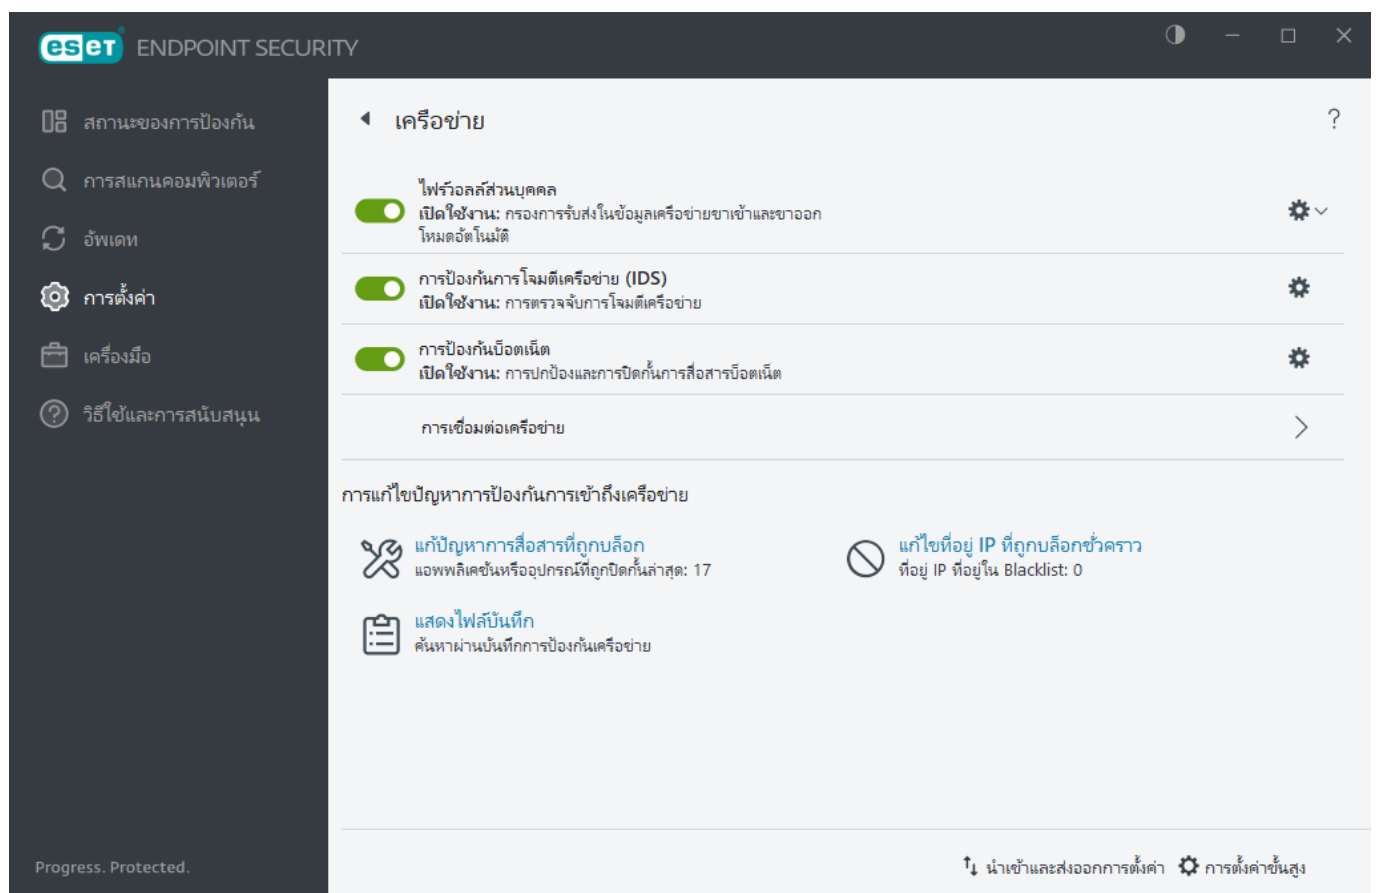 eset ENDPOINT SECURITY
สถานะของการป้องกัน
การสแกนคอมพิวเตอร์
อัพเดท
การตั้งค่า
เครื่องมือ
วิธีใช้และการสนับสนุน
Progress. Protected.
เครือข่าย
?
ไฟร์วอลล์ส่วนบุคคล
เปิดใช้งาน: กรองการรับส่งในข้อมูลเครือข่ายขาเข้าและขาออก
โหมดอัตโนมัติ
การป้องกันการโจมตีเครือข่าย (IDS)
เปิดใช้งาน: การตรวจจับการโจมตีเครือข่าย
การป้องกันบ็อตเน็ต
เปิดใช้งาน: การปกป้องและการปิดกั้นการสื่อสารบ็อตเน็ต
การเชื่อมต่อเครือข่าย
การแก้ไขปัญหาการป้องกันการเข้าถึงเครือข่าย
แก้ปัญหาการสื่อสารที่ถูกบล็อก
แอพพลิเคชันหรืออุปกรณ์ที่ถูกปิดกั้นล่าสุด: 17
แก้ไขที่อยู่ IP ที่ถูกบล็อกชั่วคราว
ที่อยู่ IP ที่อยู่ใน Blacklist: 0
แสดงไฟล์บันทึก
ค้นหาผ่านบันทึกการป้องกันเครือข่าย
นำเข้าและส่งออกการตั้งค่า
การตั้งค่าขั้นสูง